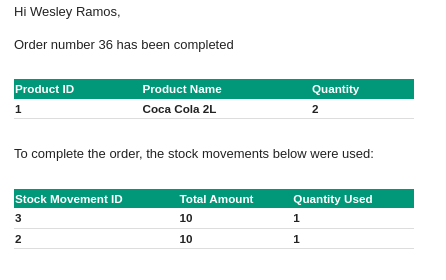 Hi Wesley Ramos,
Order number 36 has been completed
Product ID Product Name Quantity
1 Coca Cola 2L 2
To complete the order, the stock movements below were used:
Stock Movement ID Total Amount Quantity Used
3 10 1
2 10 1